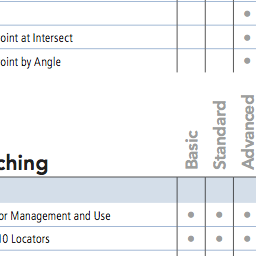 oint at Intersect
oint by Angle
Basic
Standard
Advanced
ching
or Management and Use
10 Locators